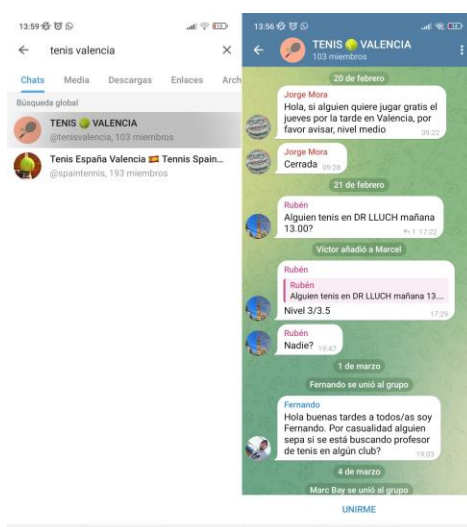 13:59
tenis valencia
Chats Media Descargas Enlaces Arch
Búsqueda global
TENIS VALENCIA
@tenisvalencia, 103 miembros
Tenis España Valencia Tennis Spain...
@spaintennis, 193 miembros
13:56
TENIS VALENCIA
103 miembros
20 de febrero
Jorge Mora
Hola, si alguien quiere jugar gratis el
jueves por la tarde en Valencia, por
favor avisar, nivel medio
09:22
Jorge Mora
Cerrada 09:28
21 de febrero
Rubén
Alguien tenis en DR LLUCH mañana
13.00?
1 17:22
Víctor añadió a Marcel
Rubén
Rubén
Alguien tenis en DR LLUCH mañana 13....
Nivel 3/3.5
17:29
Rubén
Nadie? 19:47
1 de marzo
Fernando se unió al grupo
Fernando
Hola buenas tardes a todos/as soy
Fernando. Por casualidad alguien
sepa si se está buscando profesor
de tenis en algún club?
19:03
4 de marzo
Marc Bay se unió al grupo
UNIRME